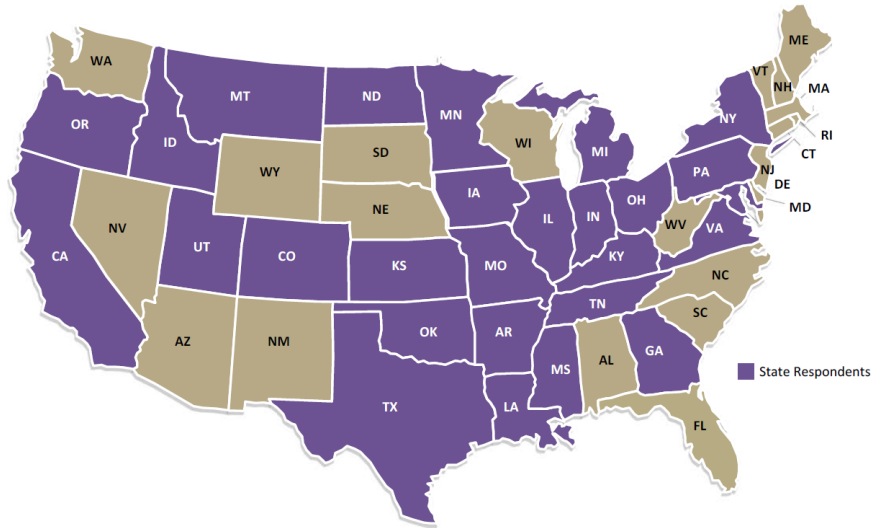 ME
WA
VT
NH
MA
MT
ND
MN
NY
OR
RI
ID
WI
MI
CT
SD
WY
PA
NJ
IA
DE
NE
OH
MD
NV
IL
IN
WV
VA
UT
CO
CA
KS
MO
KY
NC
TN
SC
OK
AR
AZ
NM
GA
AL
MS
State Respondents
TX
LA
FL